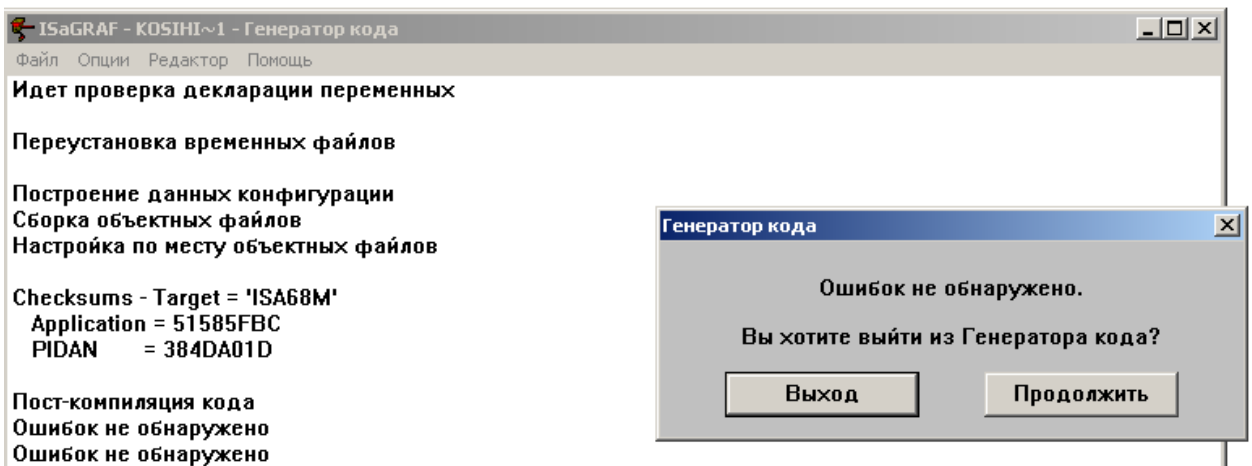 ISaGRAF - KOSIHI~1 - Генератор кода
Файл Опции Редактор Помощь
Идет проверка декларации переменных
Переустановка временных файлов
Построение данных конфигурации
Сборка объектных файлов
Настройка по месту объектных файлов
Checksums - Target = 'ISA68M'
Application = 51585FBC
PIDAN = 384DA01D
Пост-компиляция кода
Ошибок не обнаружено
Ошибок не обнаружено
Генератор кода
Ошибок не обнаружено.
Вы хотите выйти из Генератора кода?
Выход Продолжить